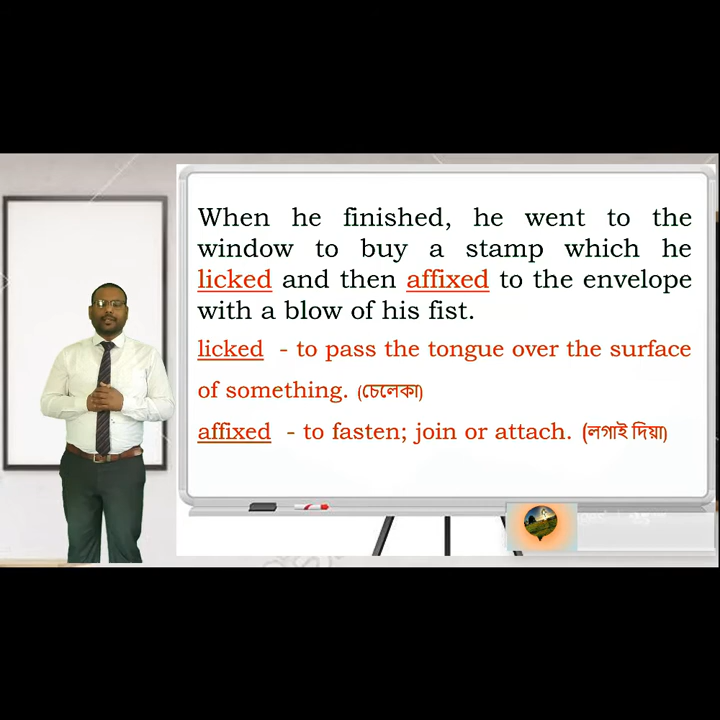 When he finished, he went to the
window to buy a stamp which he
licked and then affixed to the envelope
with a blow of his fist.
licked - to pass the tongue over the surface
of something. (চেলেকা)
affixed - to fasten; join or attach. (লগাই দিয়া)